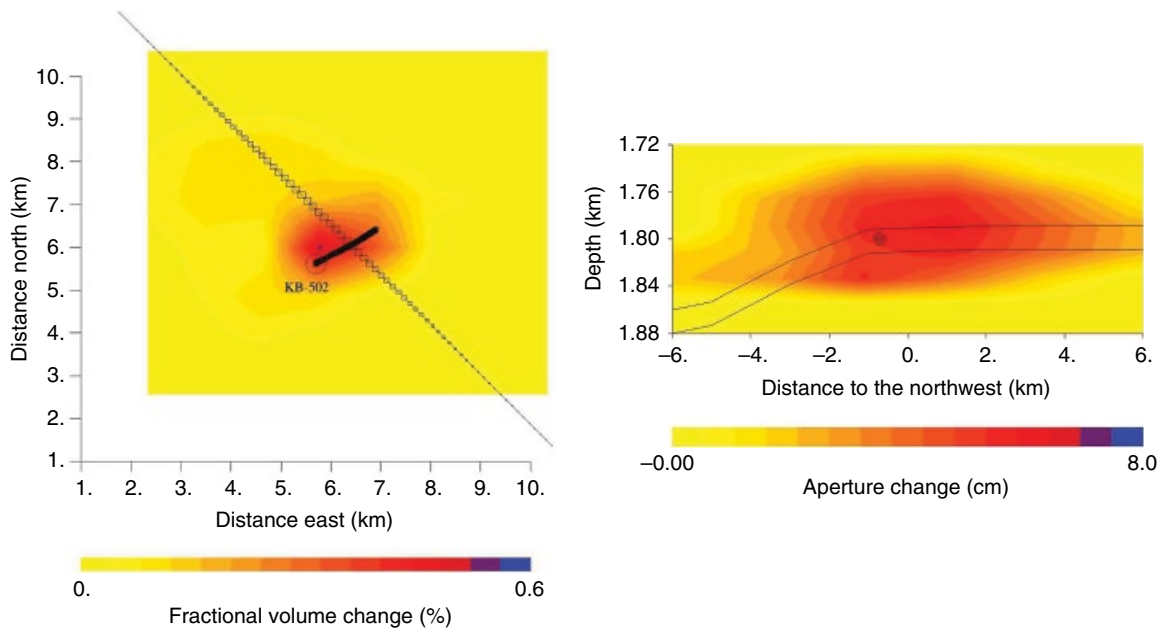 10.
9.
8.
7.
6.
5.
4.
3.
2.
1.
Distance north (km)
KB-502
1. 2. 3. 4. 5. 6. 7. 8. 9. 10.
Distance east (km)
0. 0.6
Fractional volume change (%)
1.72
1.76
1.80
1.84
1.88
Depth (km)
–6. –4. –2. 0. 2. 4. 6.
Distance to the northwest (km)
–0.00 8.0
Aperture change (cm)